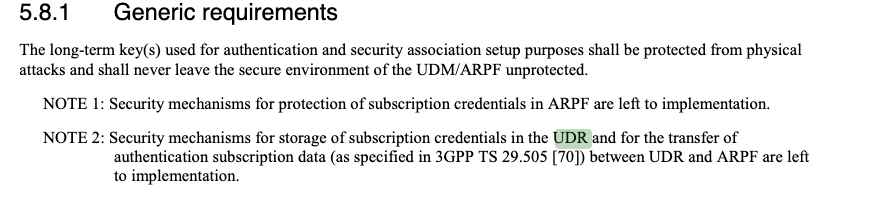 5.8.1 Generic requirements
The long-term key(s) used for authentication and security association setup purposes shall be protected from physical
attacks and shall never leave the secure environment of the UDM/ARPF unprotected.
NOTE 1: Security mechanisms for protection of subscription credentials in ARPF are left to implementation.
NOTE 2: Security mechanisms for storage of subscription credentials in the UDR and for the transfer of
authentication subscription data (as specified in 3GPP TS 29.505 [70]) between UDR and ARPF are left
to implementation.